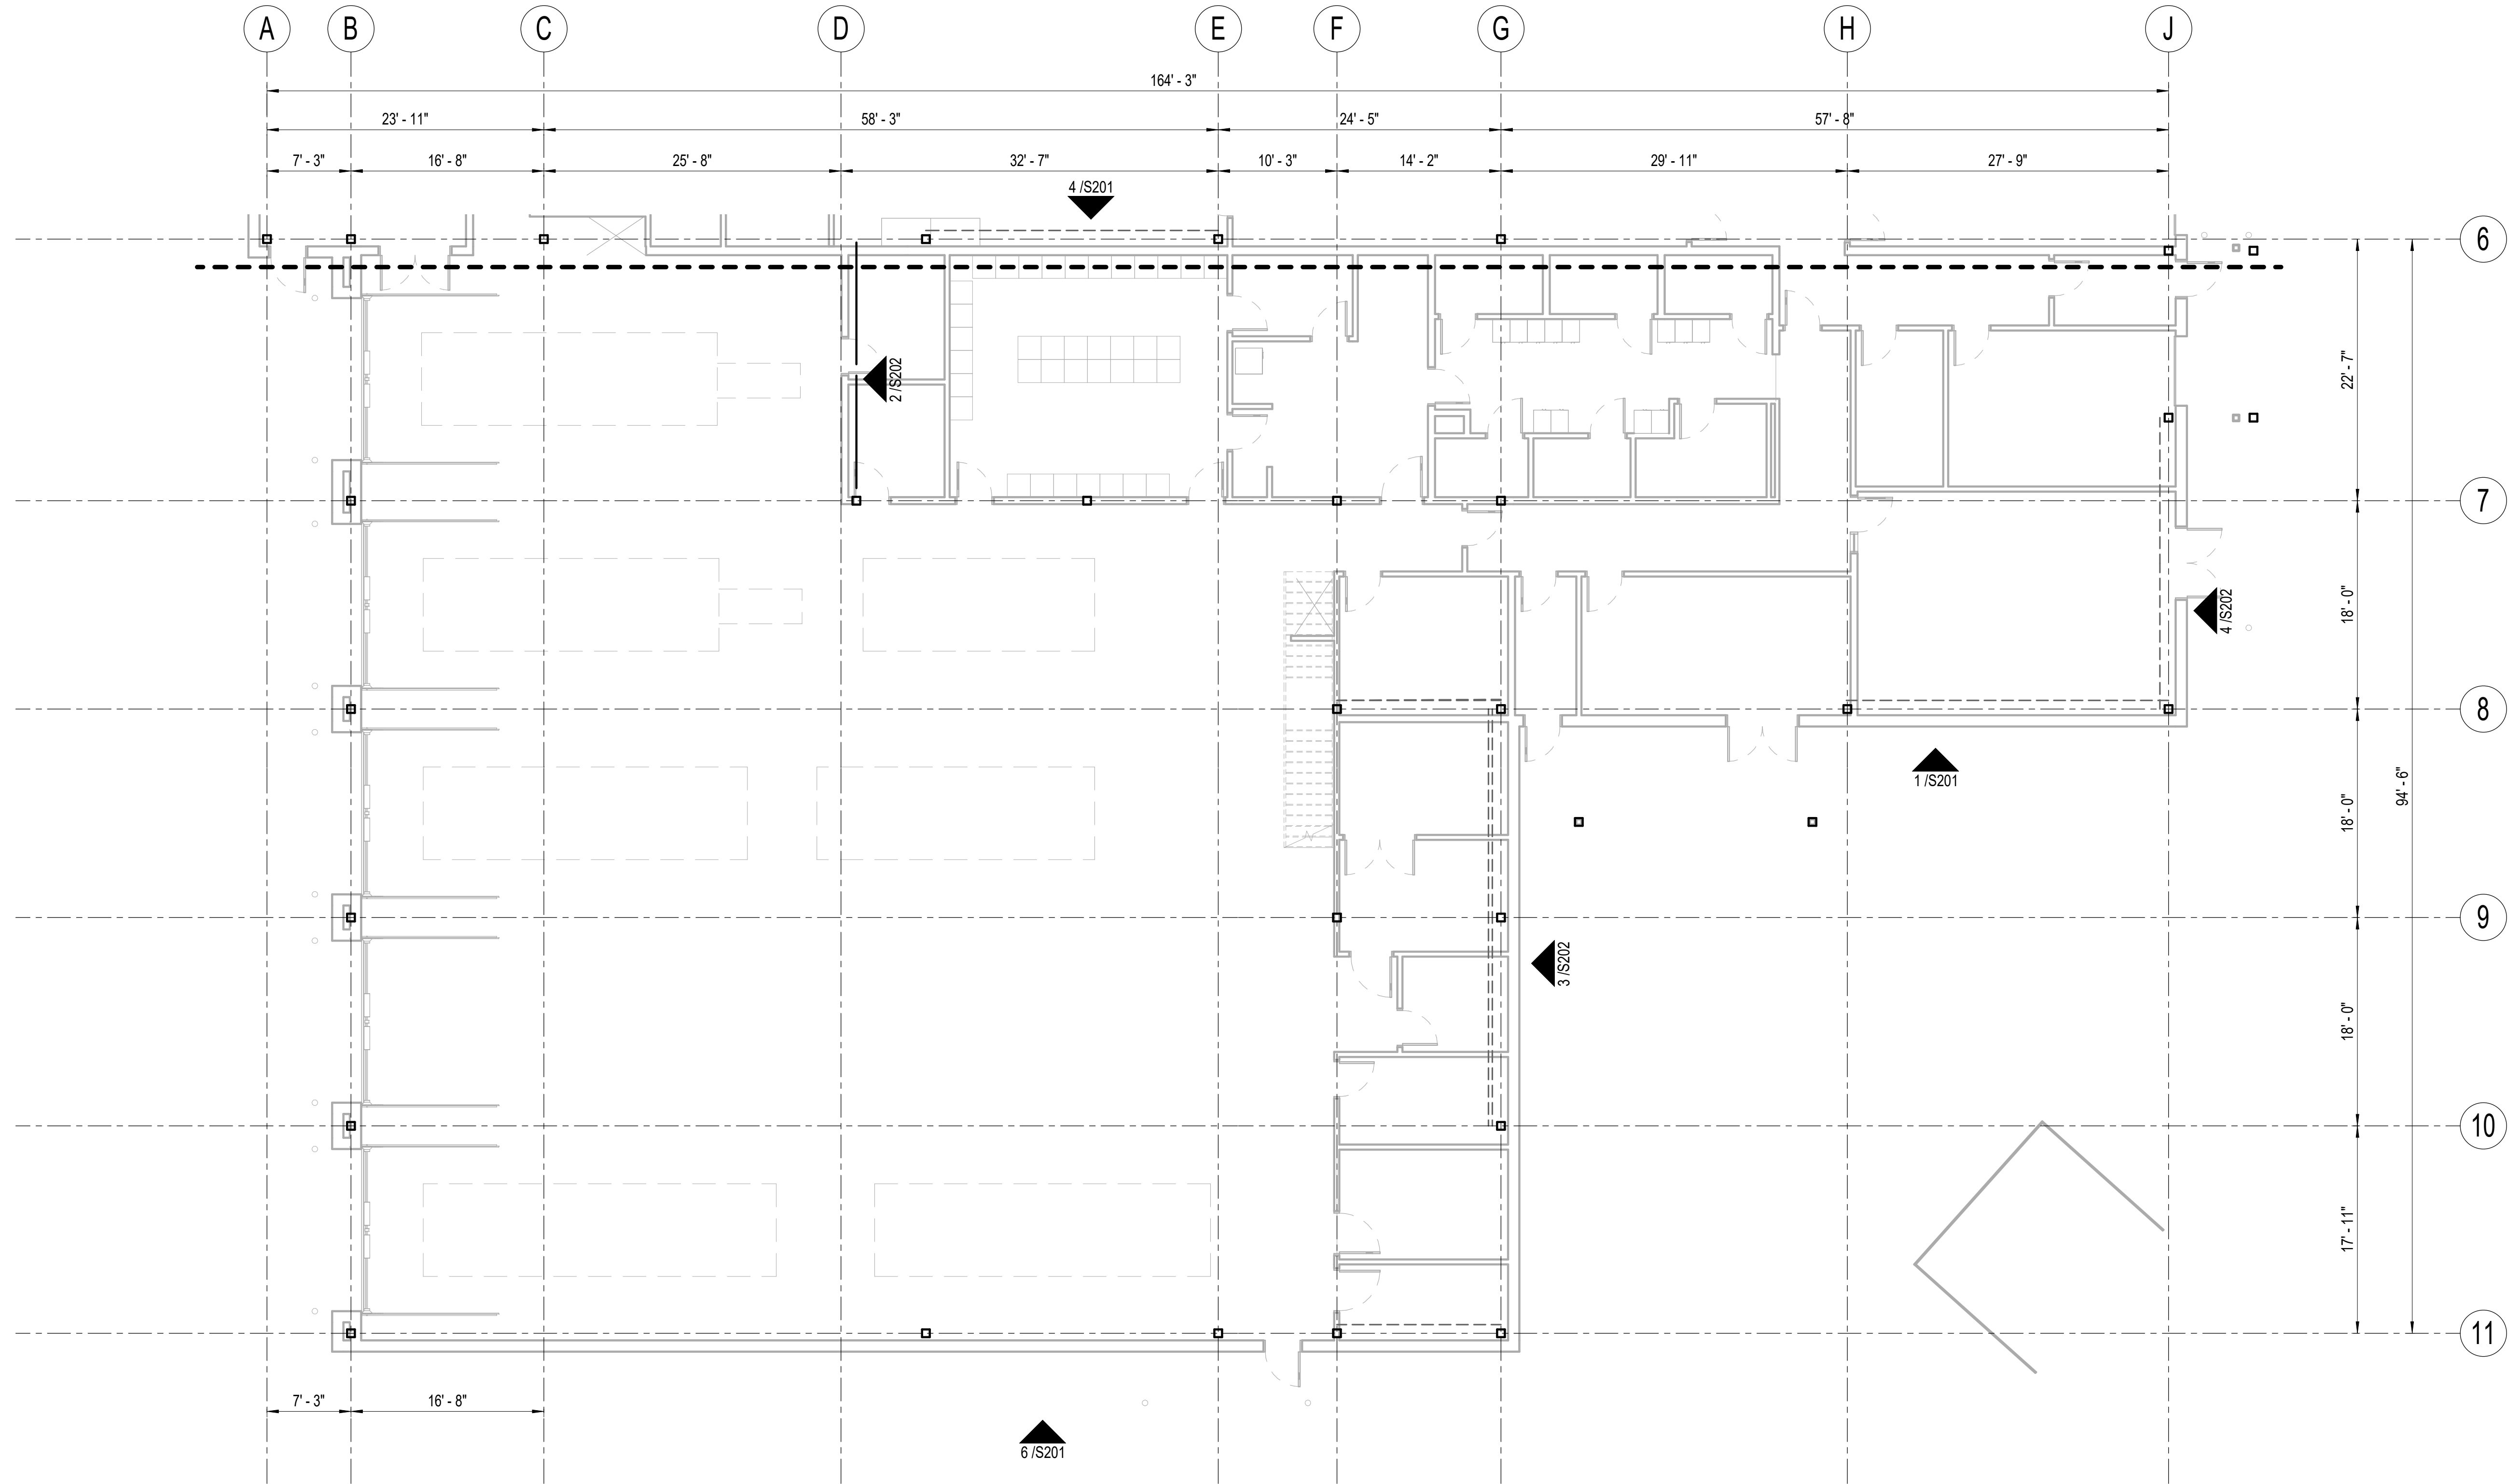 A B C D E F G H J
164' - 3"
23' - 11" 58' - 3" 24' - 5" 57' - 8"
7' - 3" 16' - 8" 25' - 8" 32' - 7" 10' - 3" 14' - 2" 29' - 11" 27' - 9"
4 /S201
6
2 /S202
22' - 7"
7
18' - 0"
4 /S202
8
1 /S201
94' - 6"
18' - 0"
9
3 /S202
18' - 0"
10
17' - 11"
11
7' - 3" 16' - 8"
6 /S201